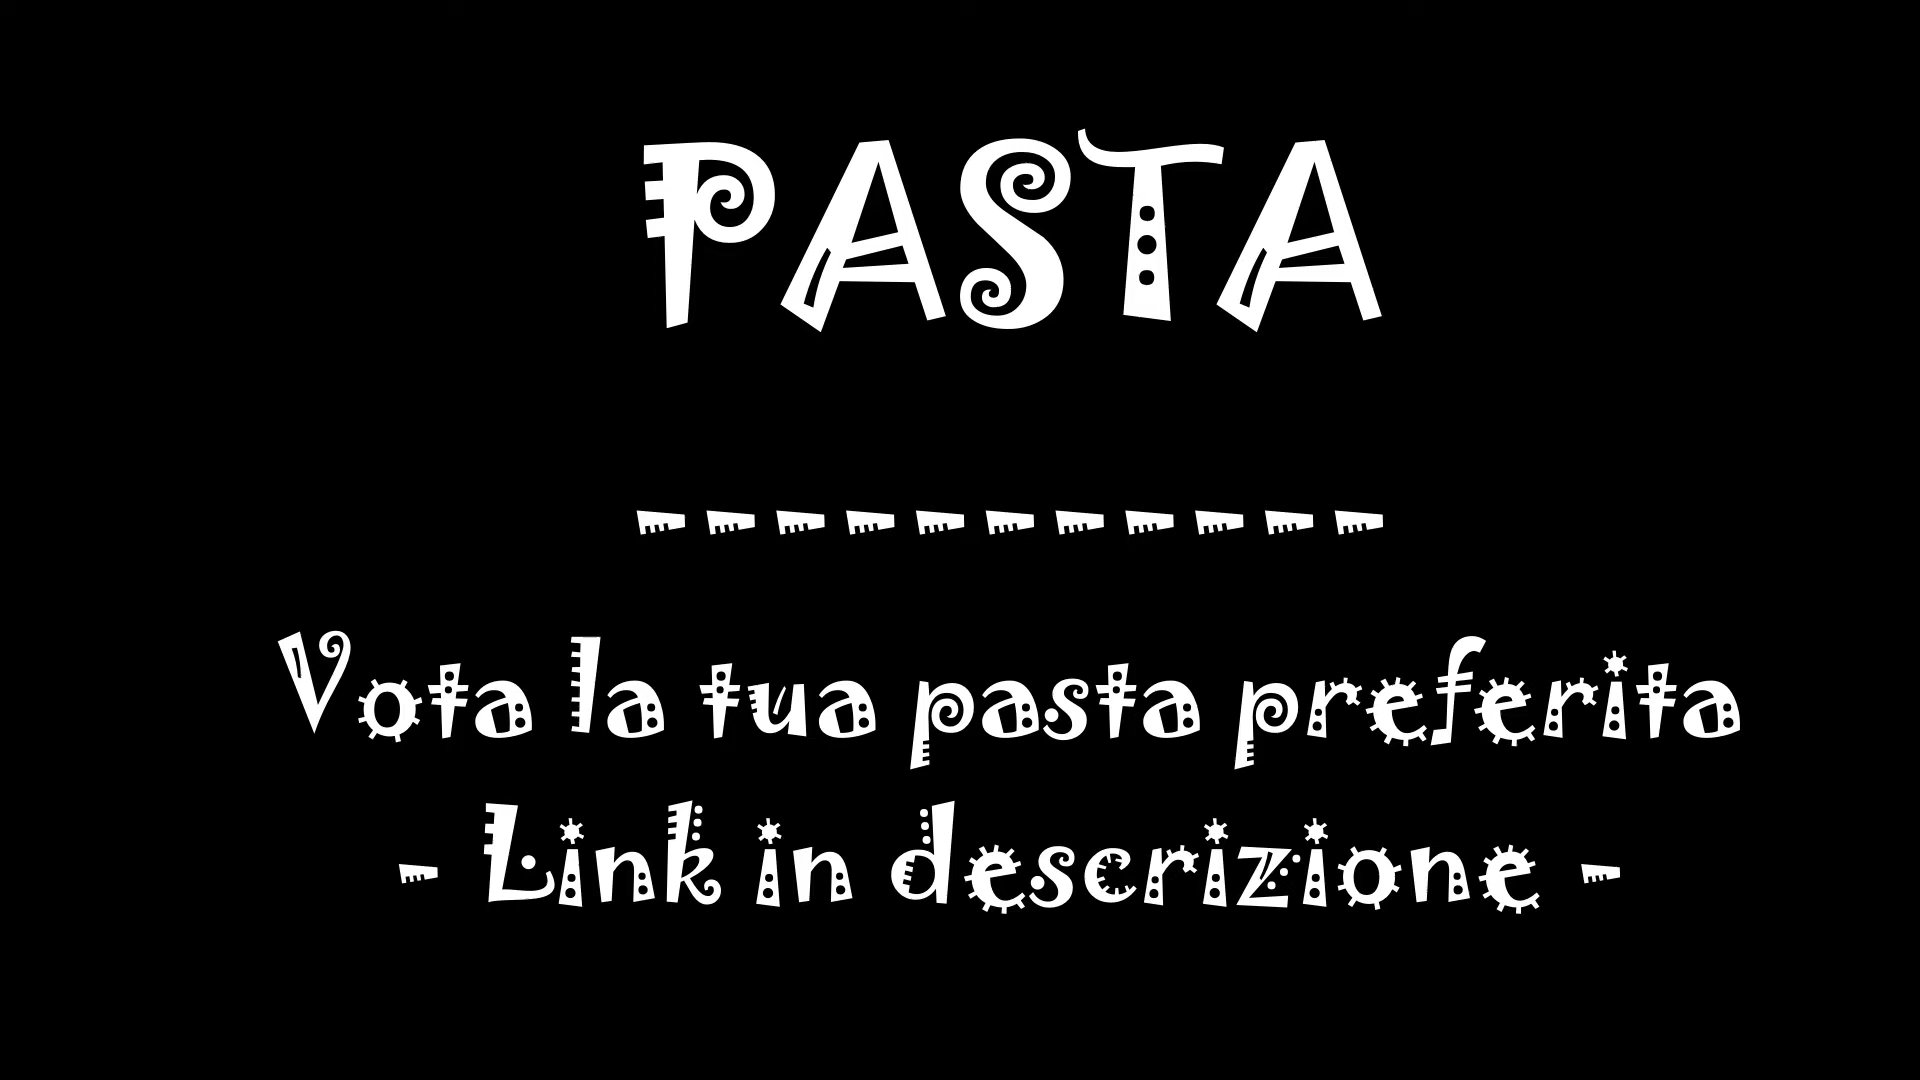 PASTA
-----------
Vota la tua pasta preferita
- Link in descrizione -